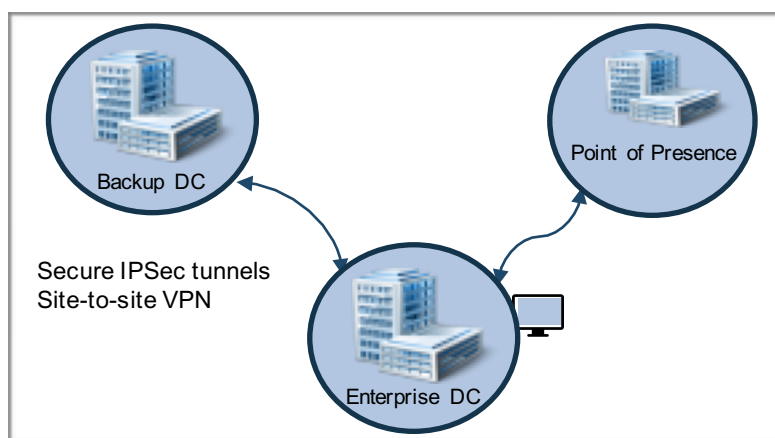 Backup DC
Point of Presence
Secure IPSec tunnels
Site-to-site VPN
Enterprise DC